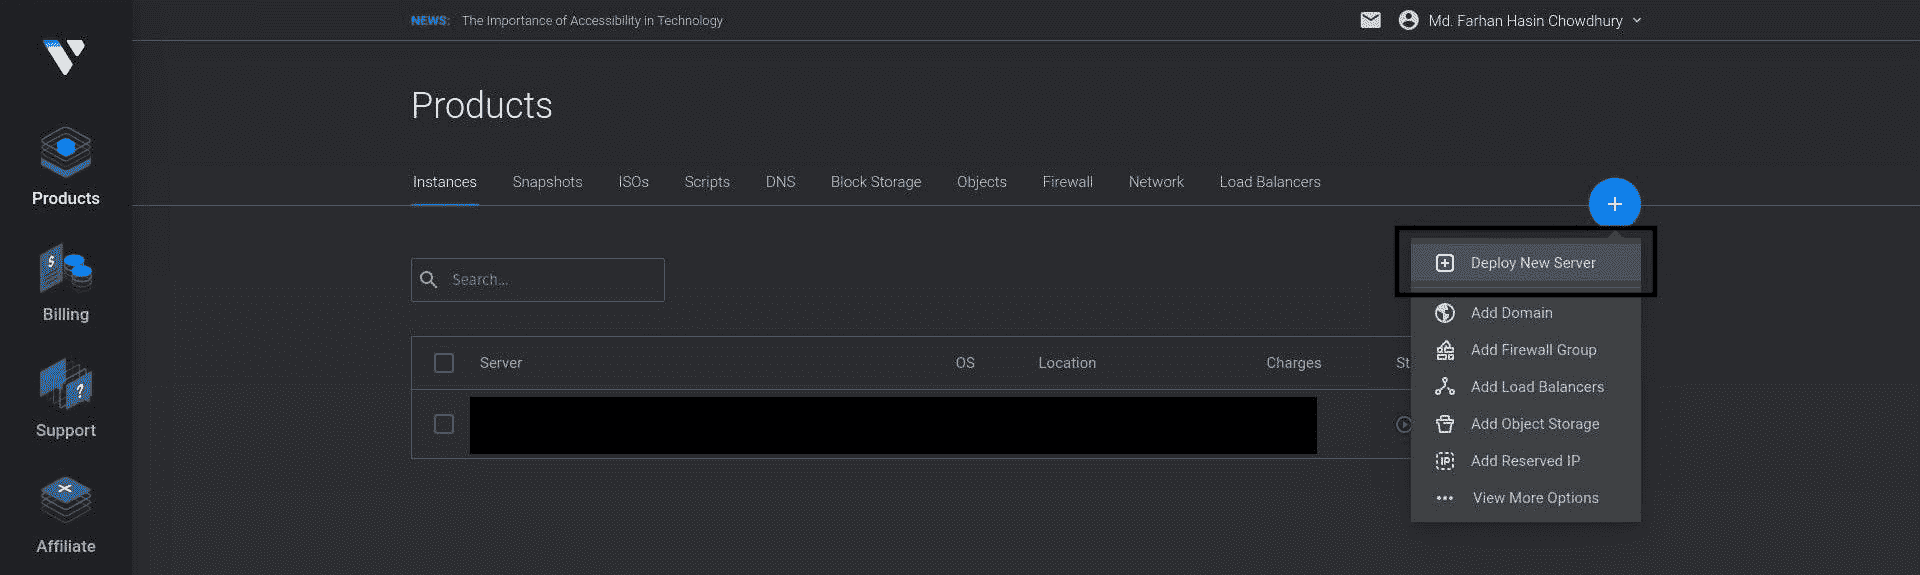 NEWS: The Importance of Accessibility in Technology
Md. Farhan Hasin Chowdhury
Products
Billing
Support
Affiliate
Products
Instances Snapshots ISOs Scripts DNS Block Storage Objects Firewall Network Load Balancers
Search...
Server OS Location Charges St
Deploy New Server
Add Domain
Add Firewall Group
Add Load Balancers
Add Object Storage
Add Reserved IP
View More Options